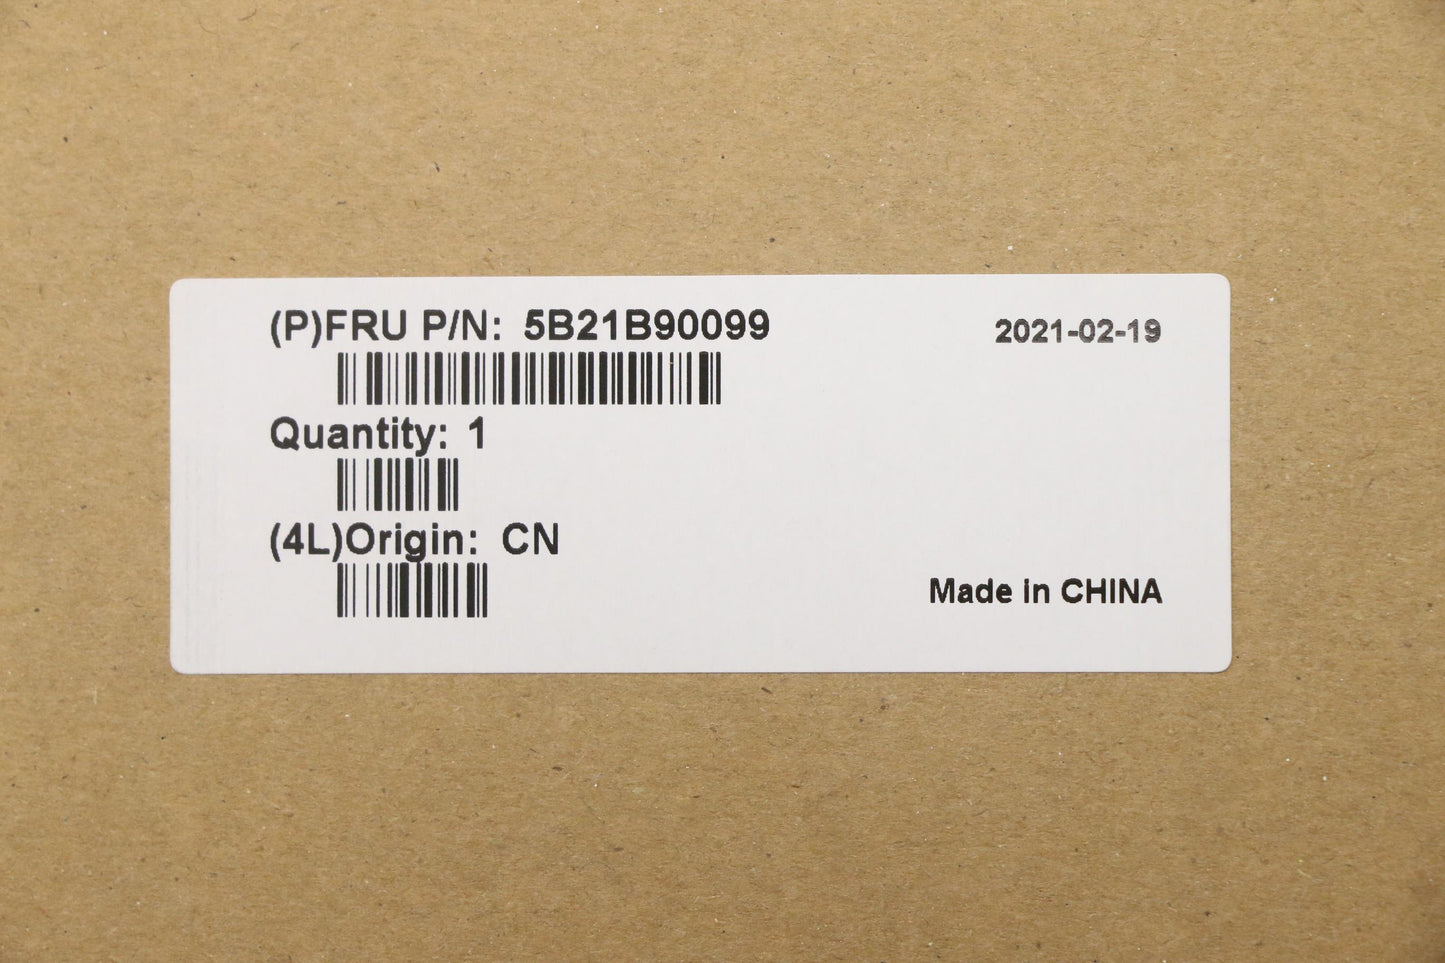 (P)FRU P/N: 5B21B90099
2021-02-19
Quantity: 1
(4L)Origin: CN
Made in CHINA